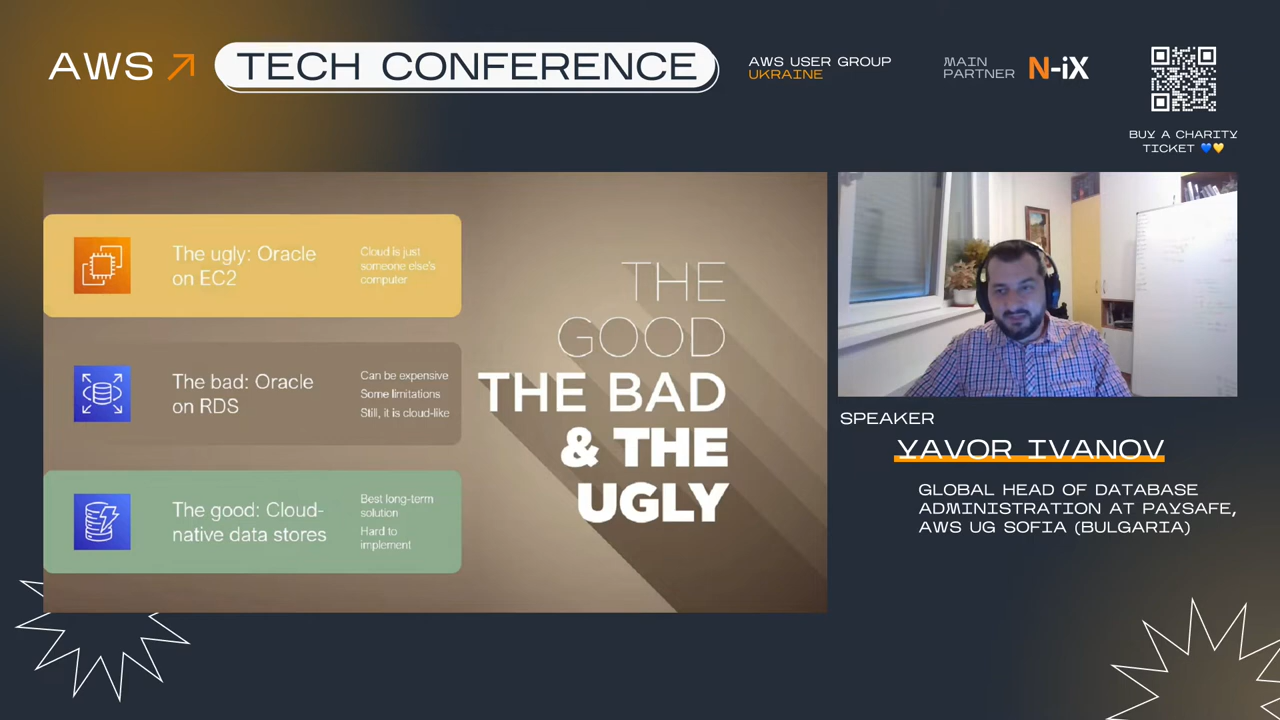 AWS
TECH CONFERENCE
AWS USER GROUP
UKRAINE
MAIN
PARTNER
N-iX
BUY A CHARITY
TICKET 💙💛
The ugly: Oracle
on EC2
Cloud is just
someone else's
computer
The bad: Oracle
on RDS
Can be expensive
Some limitations
Still, it is cloud-like
The good: Cloud-
native data stores
Best long-term
solution
Hard to
implement
THE
GOOD
THE BAD
& THE
UGLY
SPEAKER
YAVOR IVANOV
GLOBAL HEAD OF DATABASE
ADMINISTRATION AT PAYSAFE,
AWS UG SOFIA (BULGARIA)